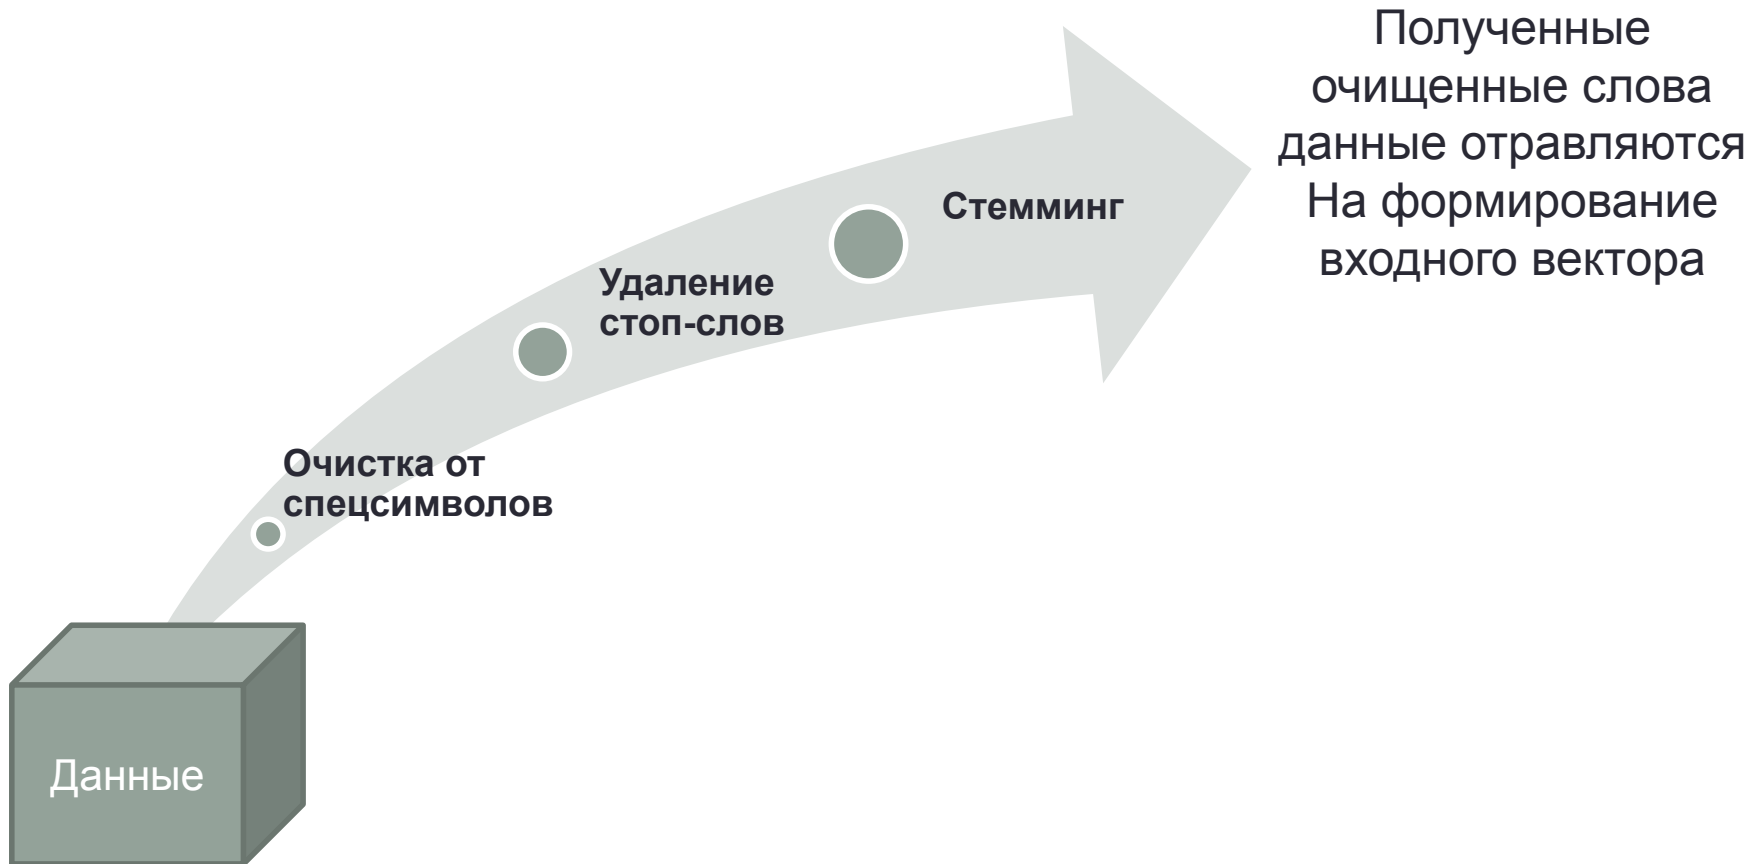 Полученные
очищенные слова
данные отравляются
На формирование
входного вектора
Стемминг
Удаление
стоп-слов
Очистка от
спецсимволов
Данные